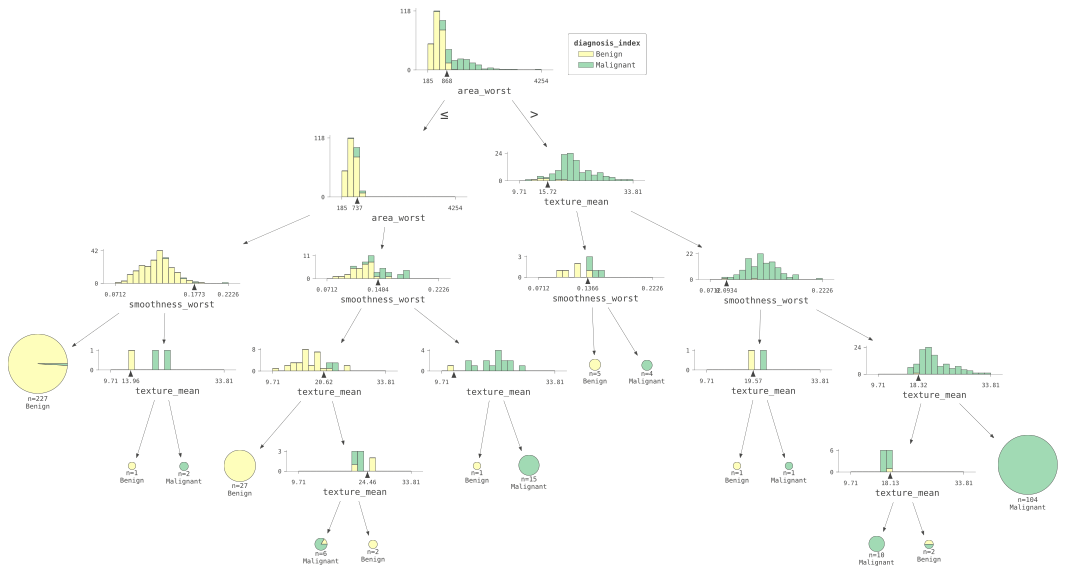 118
0
185
868
4254
area_worst
diagnosis_index
Benign
Malignant
≤
>
118
0
185
737
4254
area_worst
24
0
9.71
15.72
33.81
texture_mean
42
0
0.0712
0.1773
0.2226
smoothness_worst
11
0
0.0712
0.1404
0.2226
smoothness_worst
3
0
0.0712
0.1366
0.2226
smoothness_worst
22
0
0.0934
0.2226
smoothness_worst
n=227
Benign
1
0
9.71
13.96
33.81
texture_mean
8
0
9.71
20.62
33.81
texture_mean
4
0
9.71
33.81
texture_mean
n=5
Benign
n=4
Malignant
1
0
9.71
19.57
33.81
texture_mean
24
0
9.71
18.32
33.81
texture_mean
n=1
Benign
n=2
Malignant
n=27
Benign
3
0
9.71
24.46
33.81
texture_mean
n=1
Benign
n=15
Malignant
n=1
Benign
n=1
Malignant
6
0
9.71
18.13
33.81
texture_mean
n=104
Malignant
n=6
Malignant
n=2
Benign
n=10
Malignant
n=2
Benign